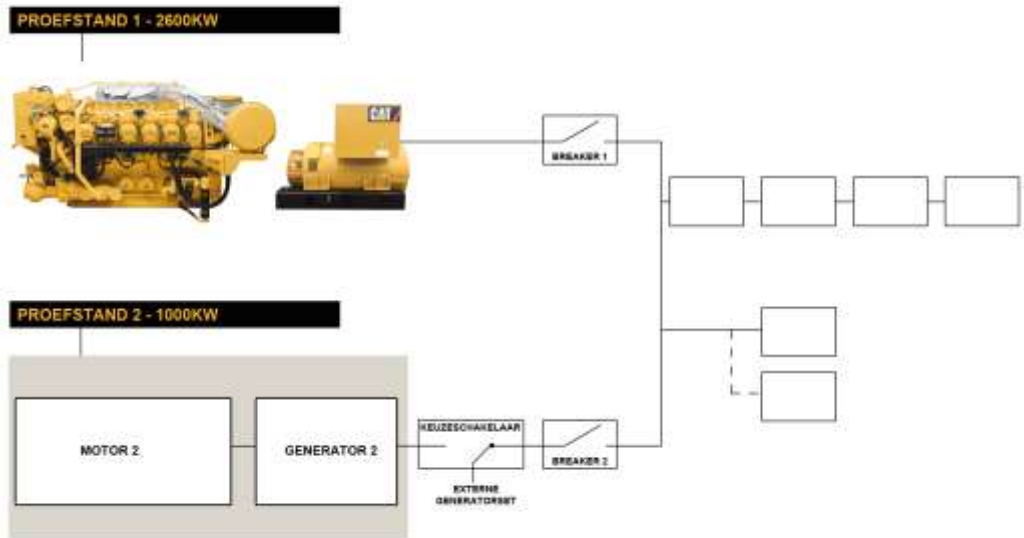 PROEFSTAND 1 - 2600KW
CAT
BREAKER 1
PROEFSTAND 2 - 1000KW
MOTOR 2
GENERATOR 2
KEUZESCHAKELAAR
BREAKER 2
EXTERNE
GENERATORSET